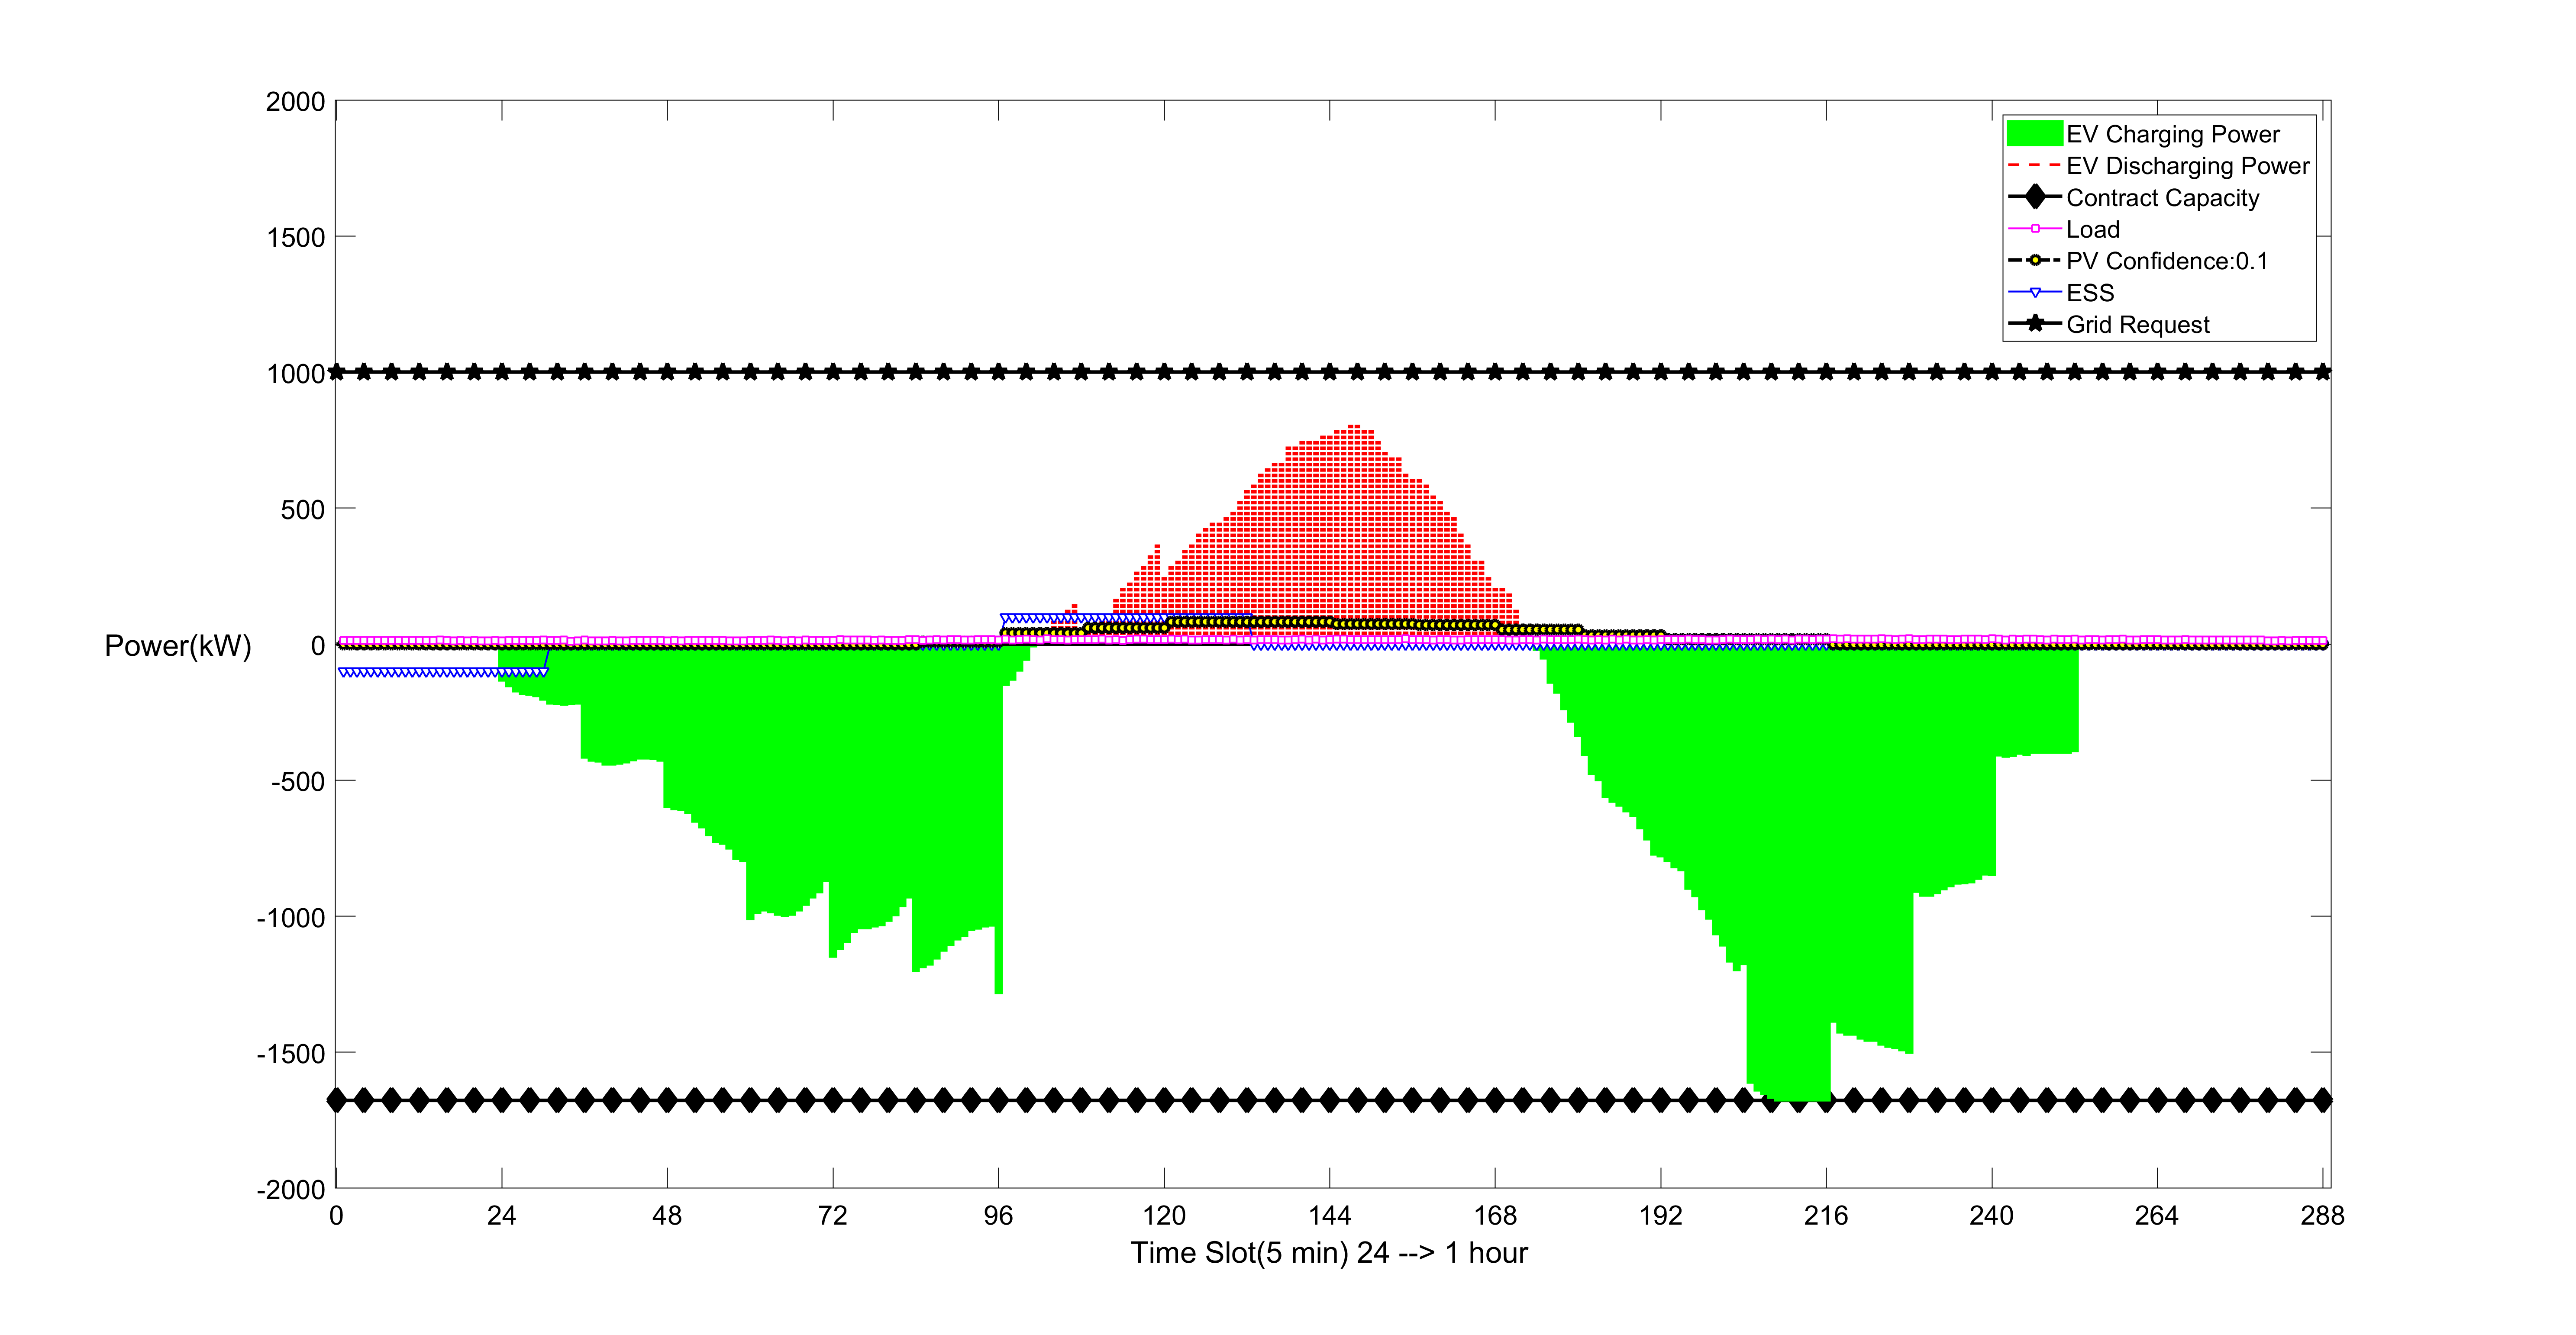 2000
1500
1000
500
0
-500
-1000
-1500
-2000
Power(kW)
EV Charging Power
EV Discharging Power
Contract Capacity
Load
PV Confidence:0.1
ESS
Grid Request
0 24 48 72 96 120 144 168 192 216 240 264 288
Time Slot(5 min) 24 --> 1 hour